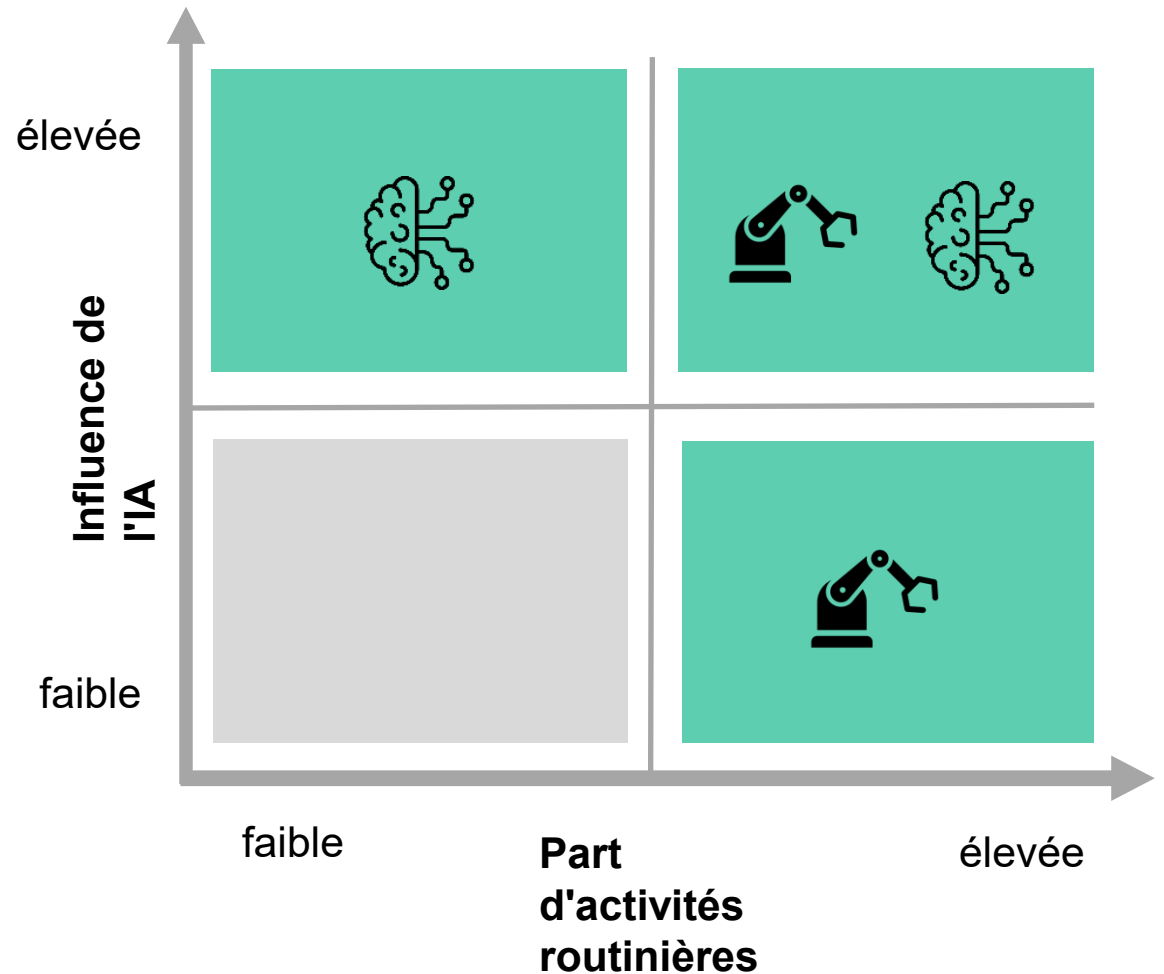 élevée
Influence de
l'IA
faible
faible
Part
d'activités
routinières
élevée